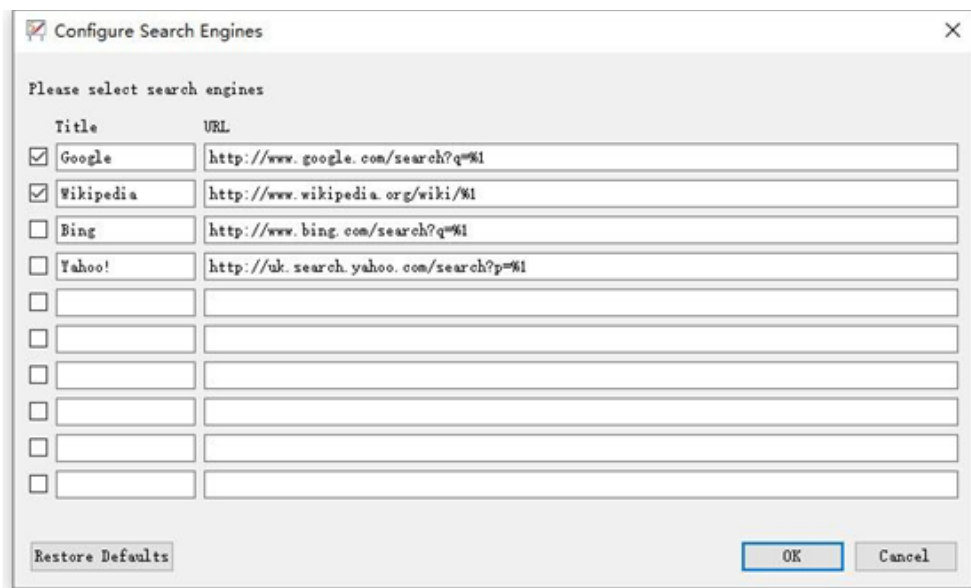 Configure Search Engines
Please select search engines
Title URL
Google http://www.google.com/search?q=%1
Wikipedia http://www.wikipedia.org/wiki/%1
Bing http://www.bing.com/search?q=%1
Yahoo! http://uk.search.yahoo.com/search?p=%1
Restore Defaults OK Cancel